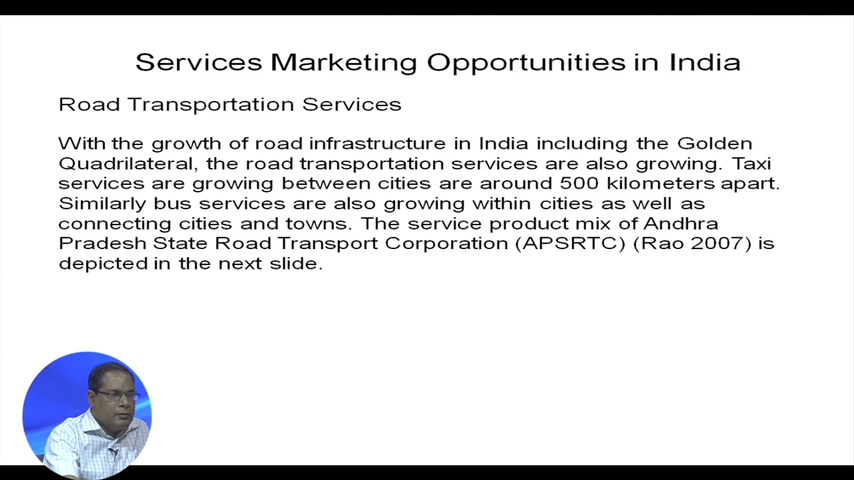 Services Marketing Opportunities in India
Road Transportation Services
With the growth of road infrastructure in India including the Golden
Quadrilateral, the road transportation services are also growing. Taxi
services are growing between cities are around 500 kilometers apart.
Similarly bus services are also growing within cities as well as
connecting cities and towns. The service product mix of Andhra
Pradesh State Road Transport Corporation (APSRTC) (Rao 2007) is
depicted in the next slide.